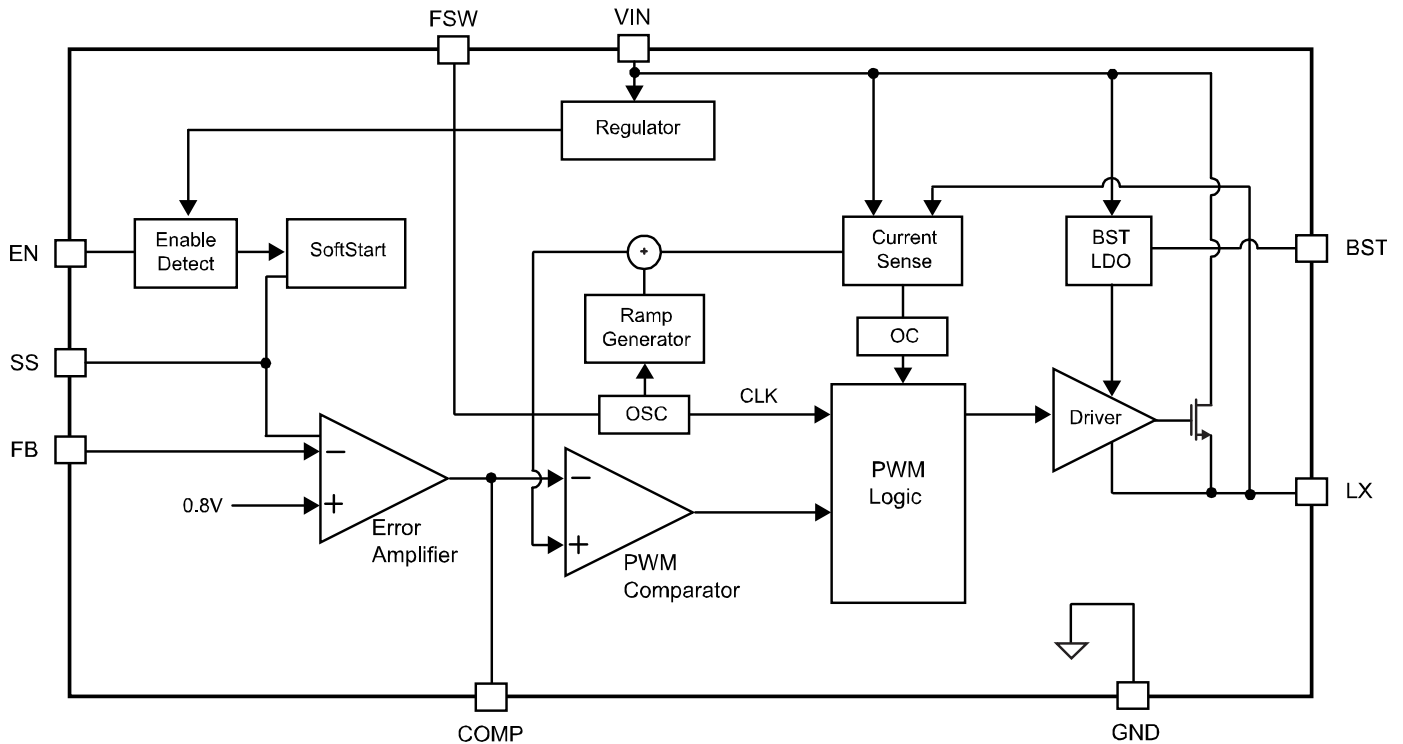 FSW
VIN
Regulator
EN
Enable
Detect
SoftStart
+
Current
Sense
BST
LDO
BST
Ramp
Generator
OC
SS
OSC
CLK
Driver
FB
−
+
0.8V
Error
Amplifier
−
+
PWM
Comparator
PWM
Logic
LX
COMP
GND